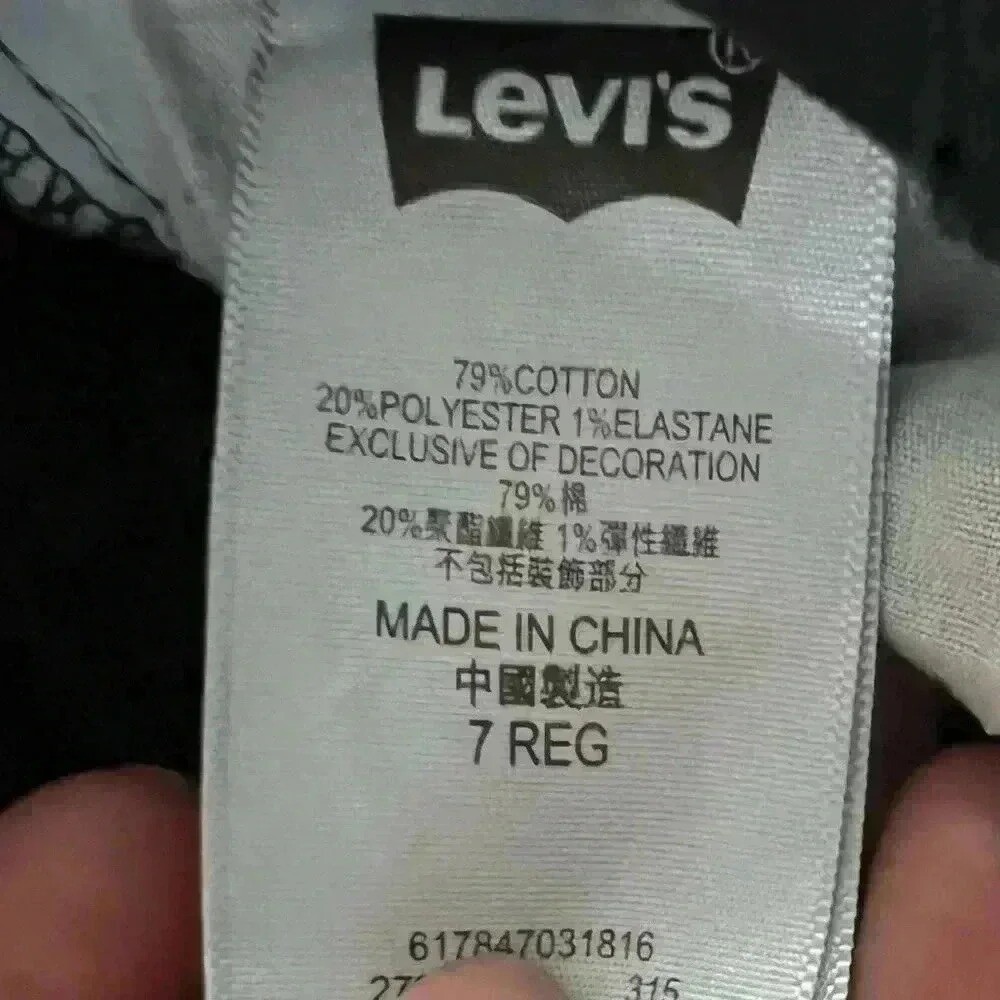 LEVI'S®
79%COTTON
20%POLYESTER 1%ELASTANE
EXCLUSIVE OF DECORATION
79%棉
20%聚酯纖維 1%彈性纖維
不包括裝飾部分
MADE IN CHINA
中國製造
7 REG
617847031816
315